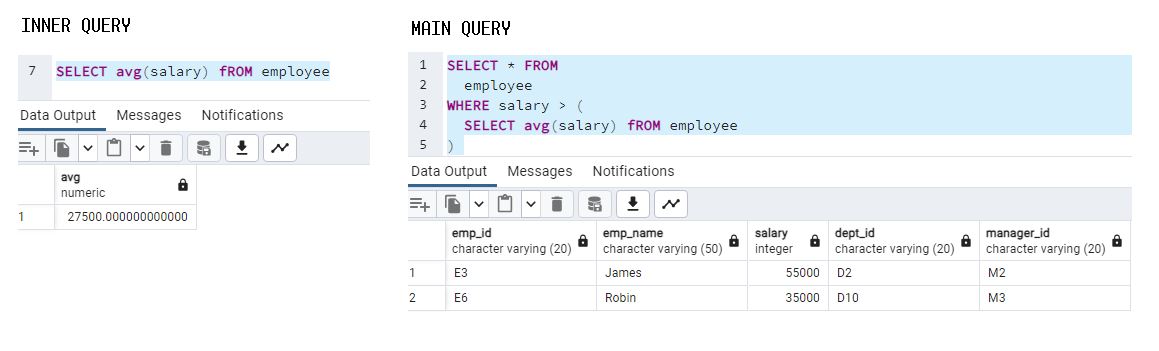 INNER QUERY
7 SELECT avg(salary) fROM employee
Data Output Messages Notifications
avg
numeric
1 27500.000000000000
MAIN QUERY
1 SELECT * FROM
2 employee
3 WHERE salary > (
4 SELECT avg(salary) fROM employee
5 )
Data Output Messages Notifications
emp_id emp_name salary dept_id manager_id
character varying (20) character varying (50) integer character varying (20) character varying (20)
1 E3 James 55000 D2 M2
2 E6 Robin 35000 D10 M3